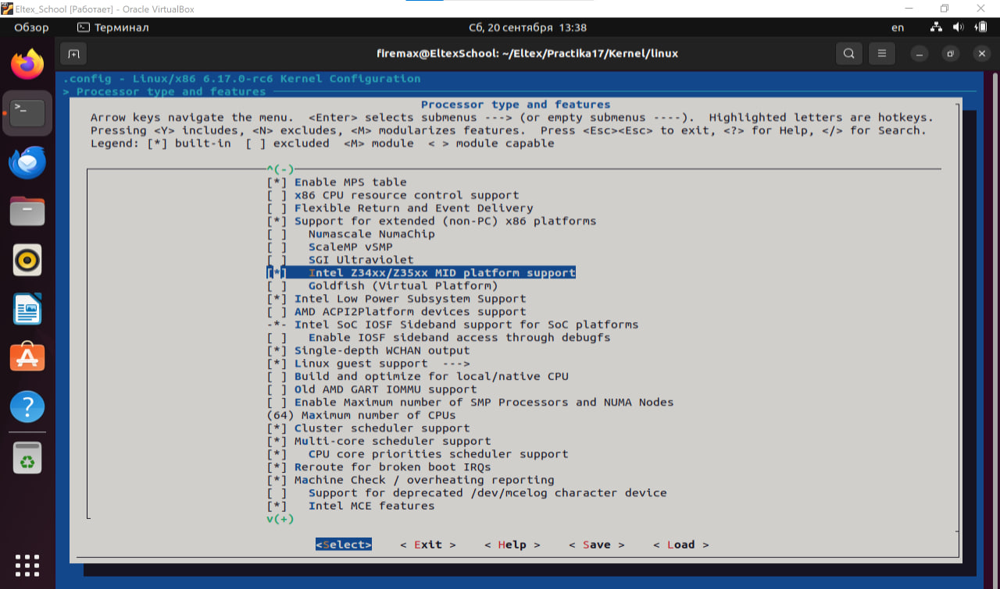 Eltex_School [Работает] - Oracle VirtualBox
Обзор Терминал Сб, 20 сентября 13:38 en
firemax@EltexSchool: ~/Eltex/Practika17/Kernel/linux
.config - Linux/x86 6.17.0-rc6 Kernel Configuration
> Processor type and features
Processor type and features
Arrow keys navigate the menu. <Enter> selects submenus ---> (or empty submenus ----). Highlighted letters are hotkeys.
Pressing <Y> includes, <N> excludes, <M> modularizes features. Press <Esc><Esc> to exit, <?> for Help, </> for Search.
Legend: [*] built-in [ ] excluded <M> module < > module capable
^(-)
[*] Enable MPS table
[ ] x86 CPU resource control support
[ ] Flexible Return and Event Delivery
[*] Support for extended (non-PC) x86 platforms
[ ] Numascale NumaChip
[ ] ScaleMP vSMP
[ ] SGI Ultraviolet
[*] Intel Z34xx/Z35xx MID platform support
[ ] Goldfish (Virtual Platform)
[*] Intel Low Power Subsystem Support
[ ] AMD ACPI2Platform devices support
-*- Intel SoC IOSF Sideband support for SoC platforms
[ ] Enable IOSF sideband access through debugfs
[*] Single-depth WCHAN output
[*] Linux guest support --->
[ ] Build and optimize for local/native CPU
[ ] Old AMD GART IOMMU support
[ ] Enable Maximum number of SMP Processors and NUMA Nodes
(64) Maximum number of CPUs
[*] Cluster scheduler support
[*] Multi-core scheduler support
[*] CPU core priorities scheduler support
[*] Reroute for broken boot IRQs
[*] Machine Check / overheating reporting
[ ] Support for deprecated /dev/mcelog character device
[*] Intel MCE features
v(+)
<Select> < Exit > < Help > < Save > < Load >